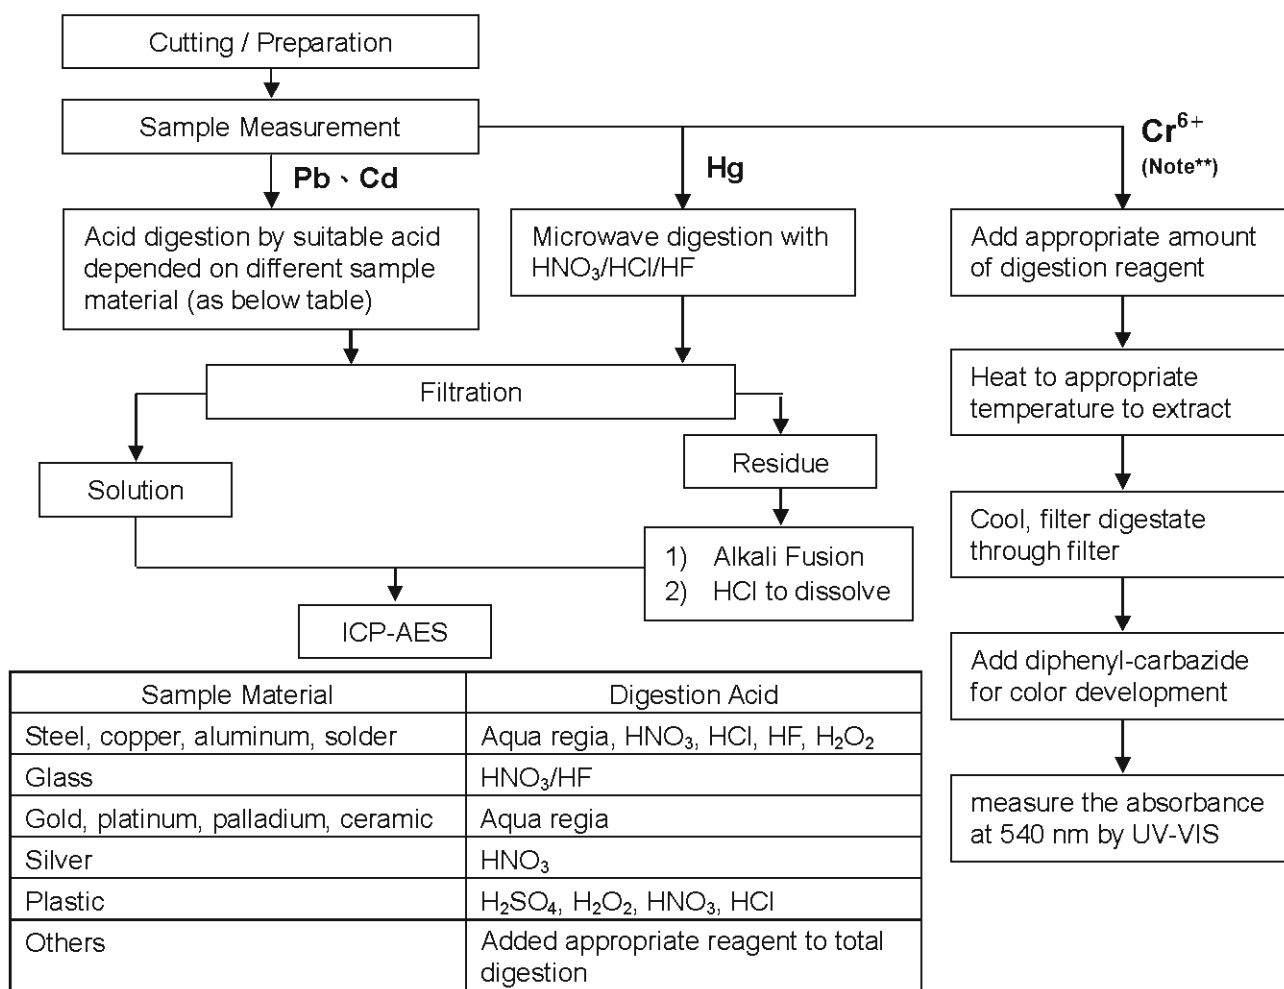 Cutting / Preparation
Sample Measurement
Pb、Cd
Hg
Cr⁶⁺
(Note**)
Acid digestion by suitable acid
depended on different sample
material (as below table)
Microwave digestion with
HNO₃/HCl/HF
Add appropriate amount
of digestion reagent
Filtration
Heat to appropriate
temperature to extract
Solution
Residue
Cool, filter digestate
through filter
1) Alkali Fusion
2) HCl to dissolve
ICP-AES
Add diphenyl-carbazide
for color development
measure the absorbance
at 540 nm by UV-VIS
Sample Material Digestion Acid
Steel, copper, aluminum, solder Aqua regia, HNO₃, HCl, HF, H₂O₂
Glass HNO₃/HF
Gold, platinum, palladium, ceramic Aqua regia
Silver HNO₃
Plastic H₂SO₄, H₂O₂, HNO₃, HCl
Others Added appropriate reagent to total
digestion